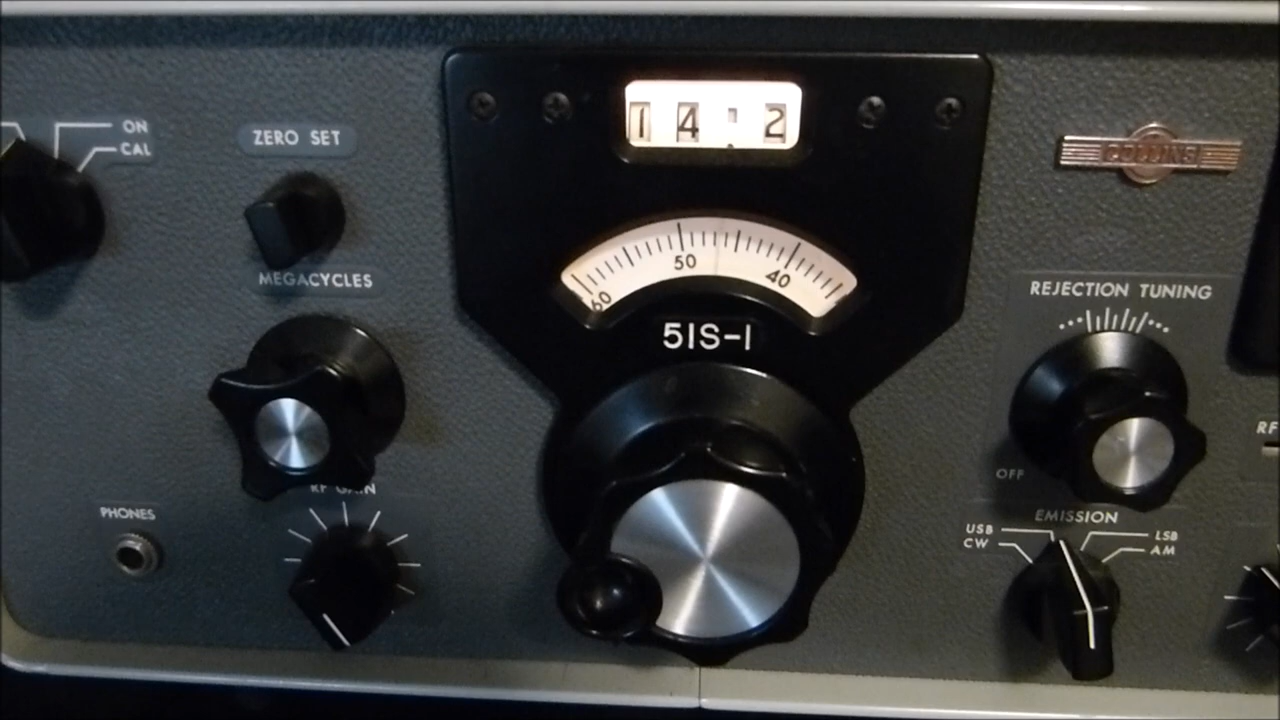 ON
CAL
ZERO SET
MEGACYCLES
PHONES
RF GAIN
14.2
60 50 40
51S-1
COLLINS
REJECTION TUNING
OFF
RF
EMISSION
USB
CW
LSB
AM